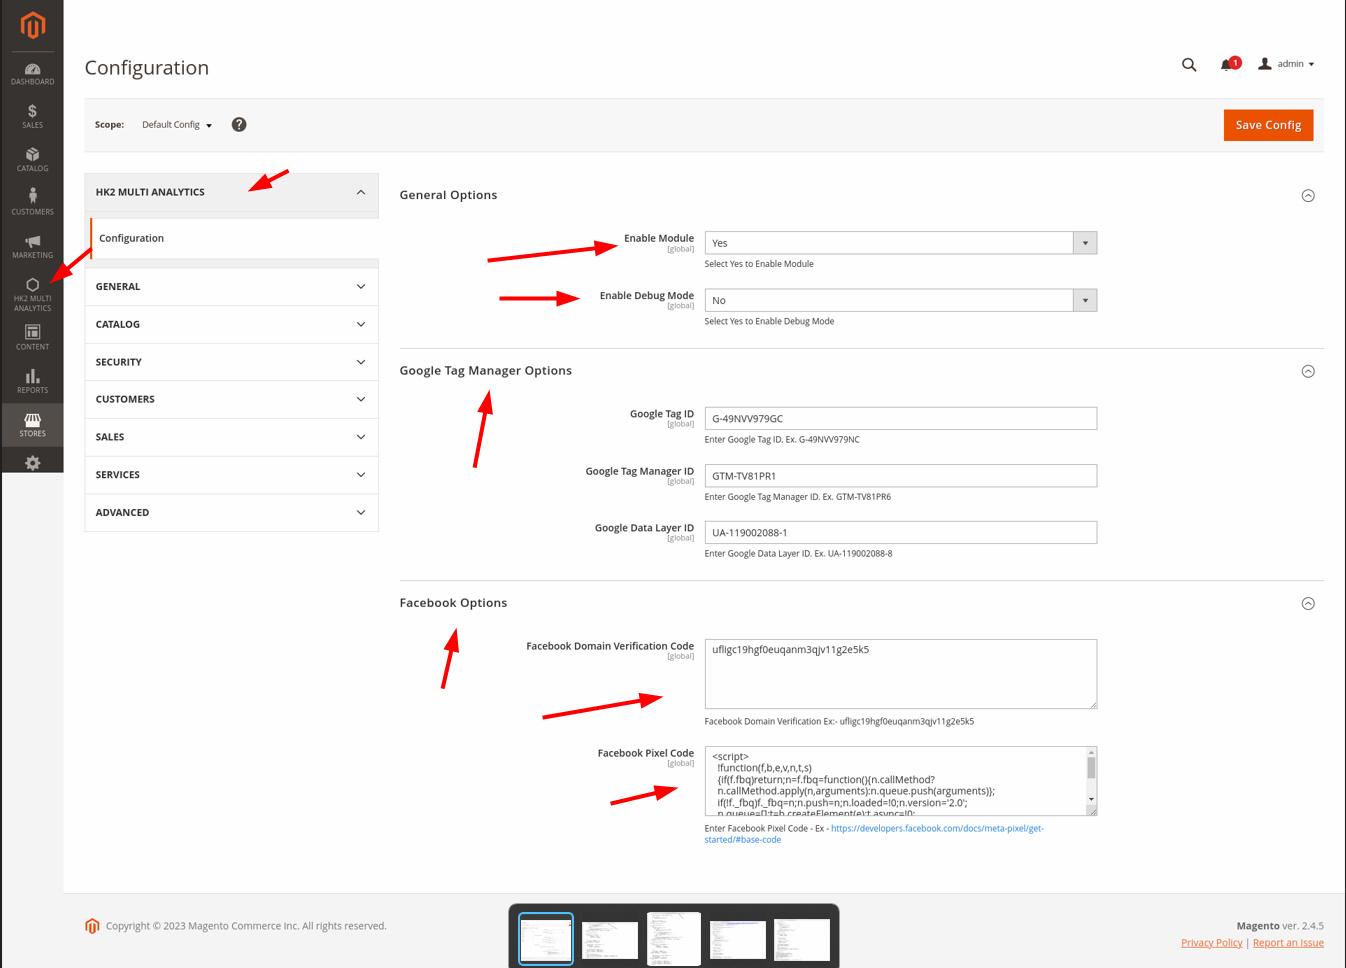 Configuration
1
admin
Scope:
Default Config
?
Save Config
DASHBOARD
$
SALES
CATALOG
CUSTOMERS
MARKETING
HK2 MULTI
ANALYTICS
CONTENT
REPORTS
STORES
HK2 MULTI ANALYTICS
Configuration
GENERAL
CATALOG
SECURITY
CUSTOMERS
SALES
SERVICES
ADVANCED
General Options
Enable Module
[global]
Yes
Select Yes to Enable Module
Enable Debug Mode
[global]
No
Select Yes to Enable Debug Mode
Google Tag Manager Options
Google Tag ID
[global]
G-49NVV979GC
Enter Google Tag ID. Ex. G-49NVV979NC
Google Tag Manager ID
[global]
GTM-TV81PR1
Enter Google Tag Manager ID. Ex. GTM-TV81PR6
Google Data Layer ID
[global]
UA-119002088-1
Enter Google Data Layer ID. Ex. UA-119002088-8
Facebook Options
Facebook Domain Verification Code
[global]
ufligc19hgf0euqanm3qjv11g2e5k5
Facebook Domain Verification Ex:- ufligc19hgf0euqanm3qjv11g2e5k5
Facebook Pixel Code
[global]
<script>
!function(f,b,e,v,n,t,s)
{if(f.fbq)return;n=f.fbq=function(){n.callMethod?
n.callMethod.apply(n,arguments):n.queue.push(arguments)};
if(!f._fbq)f._fbq=n;n.push=n;n.loaded=!0;n.version='2.0';
n.queue=[];t=b.createElement(e);t.async=!0;
Enter Facebook Pixel Code - Ex - https://developers.facebook.com/docs/meta-pixel/get-
started/#base-code
Copyright © 2023 Magento Commerce Inc. All rights reserved.
Magento ver. 2.4.5
Privacy Policy | Report an Issue